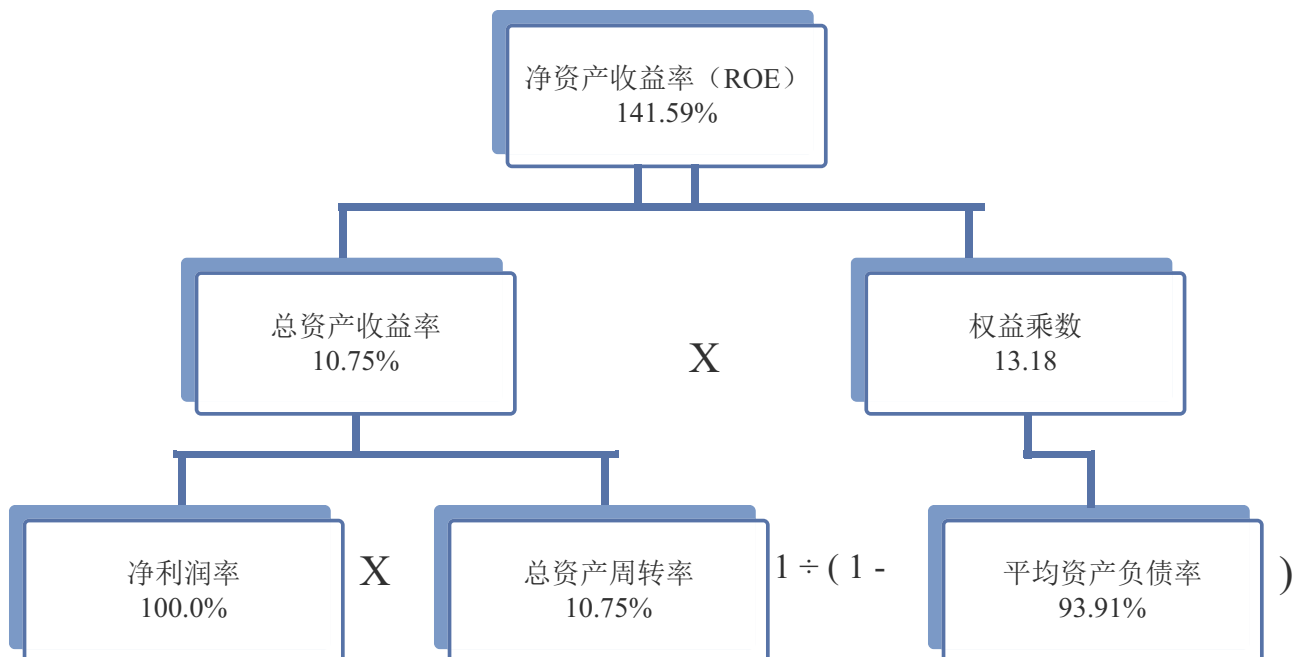 净资产收益率（ROE）
141.59%
总资产收益率
10.75%
X
权益乘数
13.18
净利润率
100.0%
X
总资产周转率
10.75%
1 ÷ ( 1 -
平均资产负债率
93.91%
)